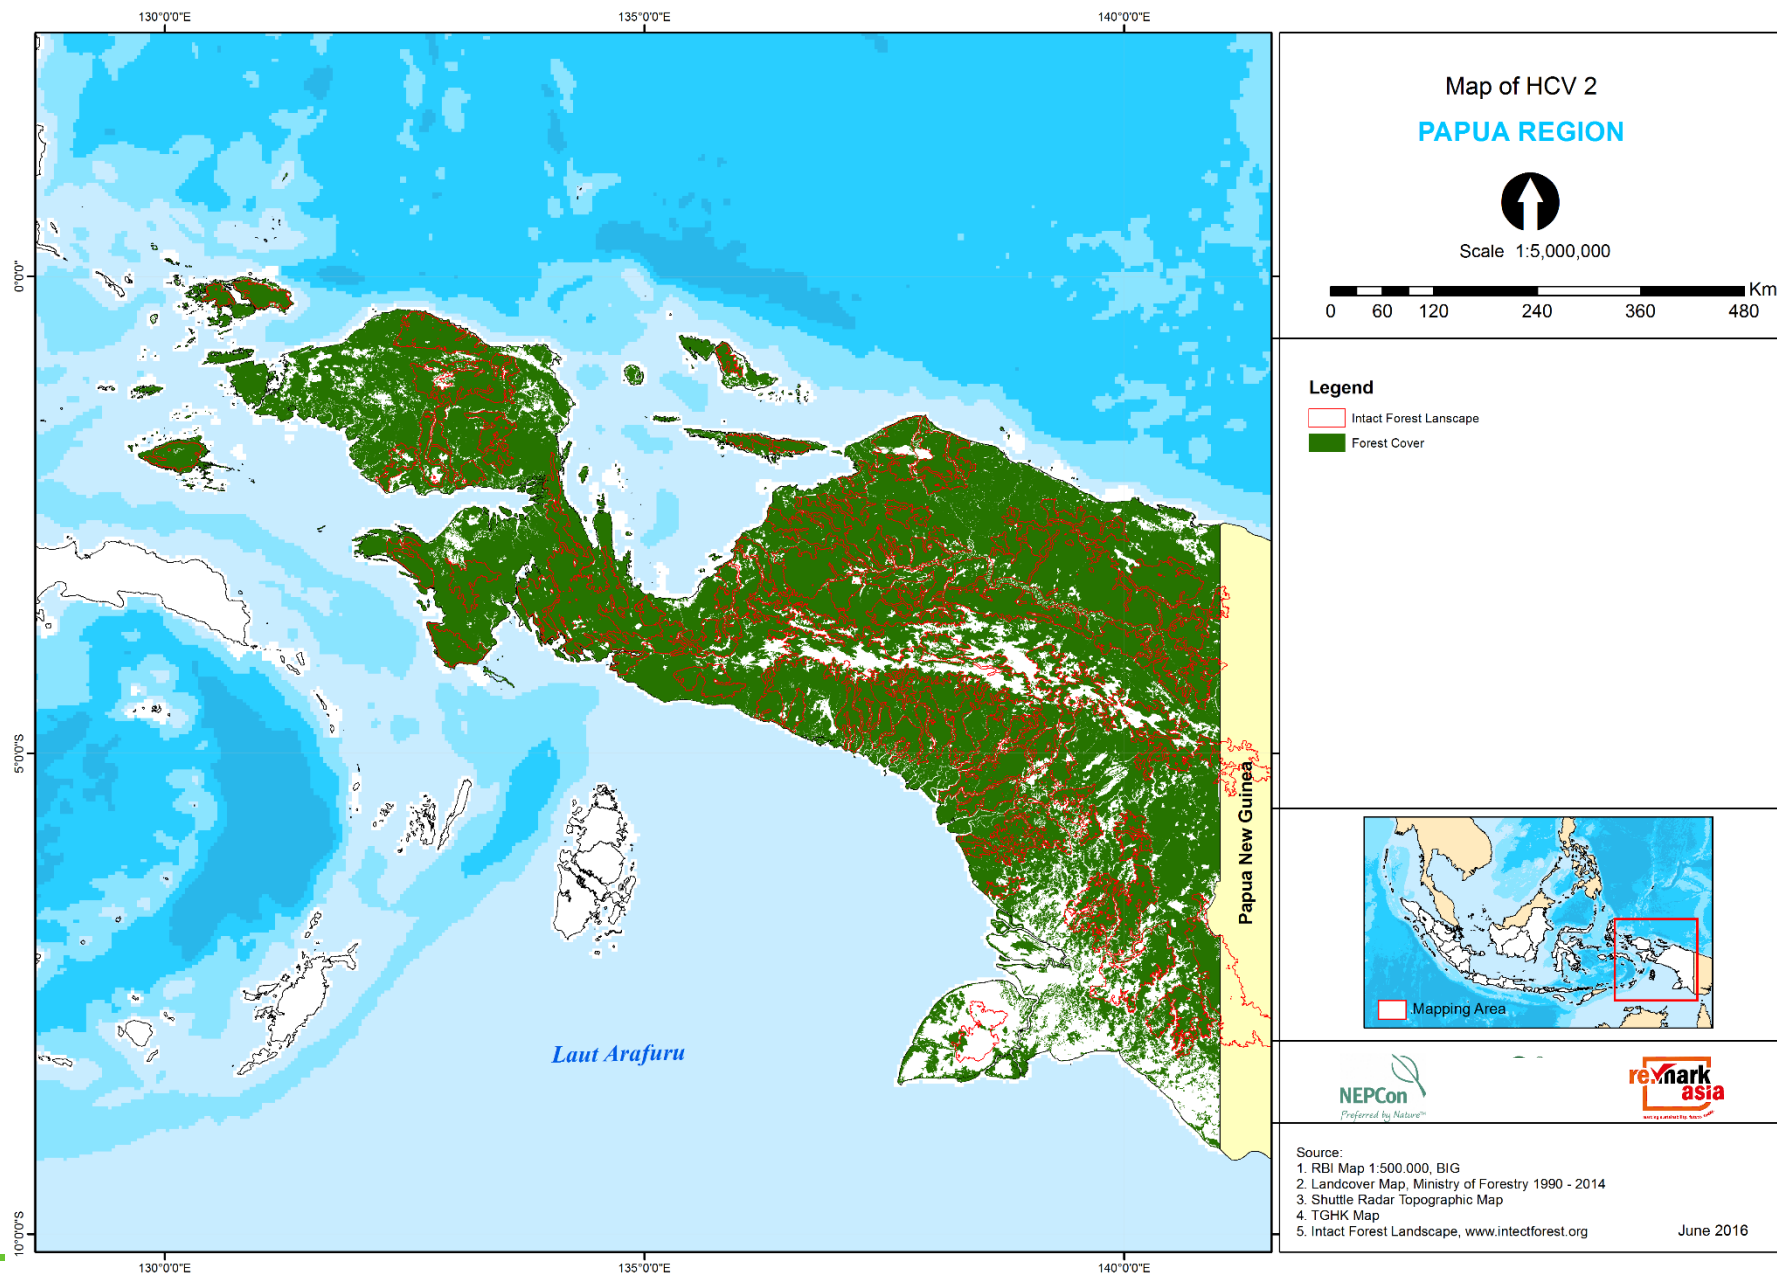 130°0'0"E
135°0'0"E
140°0'0"E
0°0'0"
5°0'0"S
10°0'0"S
Papua New Guinea
Laut Arafuru
130°0'0"E
135°0'0"E
140°0'0"E
Map of HCV 2
PAPUA REGION
Scale 1:5,000,000
Km
0 60 120 240 360 480
Legend
Intact Forest Lanscape
Forest Cover
Mapping Area
NEPCon
Preferred by Nature™
re.mark
asia
Source:
1. RBI Map 1:500.000, BIG
2. Landcover Map, Ministry of Forestry 1990 - 2014
3. Shuttle Radar Topographic Map
4. TGHK Map
5. Intact Forest Landscape, www.intectforest.org
June 2016